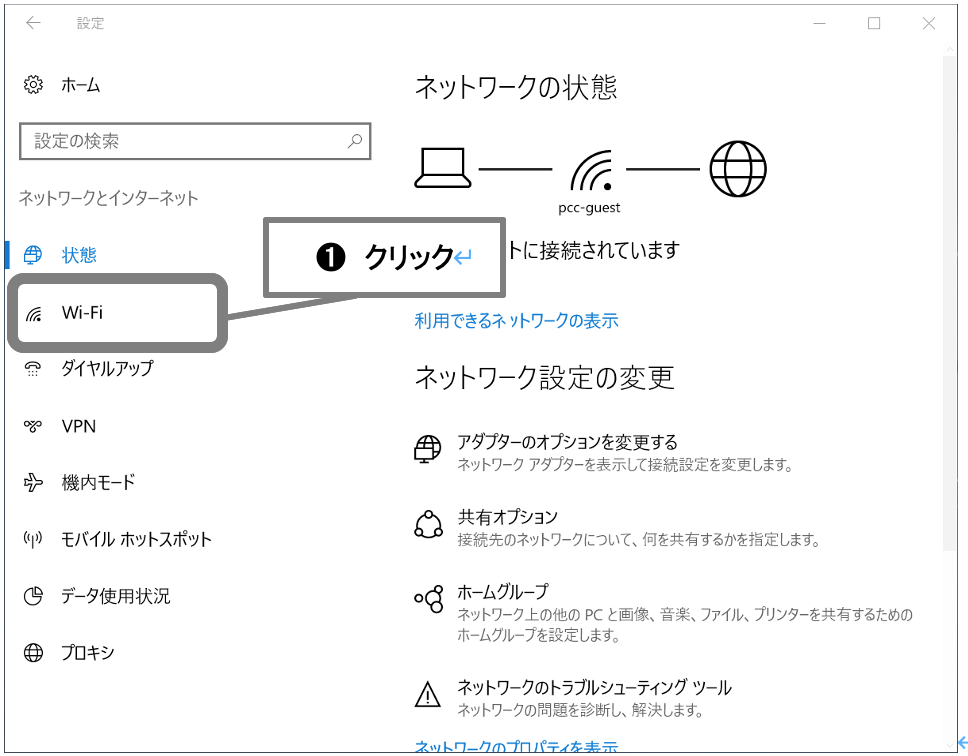 設定
ホーム
設定の検索
ネットワークとインターネット
状態
Wi-Fi
ダイヤルアップ
VPN
機内モード
モバイル ホットスポット
データ使用状況
プロキシ
❶ クリック↵
ネットワークの状態
pcc-guest
トに接続されています
利用できるネットワークの表示
ネットワーク設定の変更
アダプターのオプションを変更する
ネットワーク アダプターを表示して接続設定を変更します。
共有オプション
接続先のネットワークについて、何を共有するかを指定します。
ホームグループ
ネットワーク上の他の PC と画像、音楽、ファイル、プリンターを共有するための
ホームグループを設定します。
ネットワークのトラブルシューティング ツール
ネットワークの問題を診断し、解決します。
ネットワークのプロパティを表示